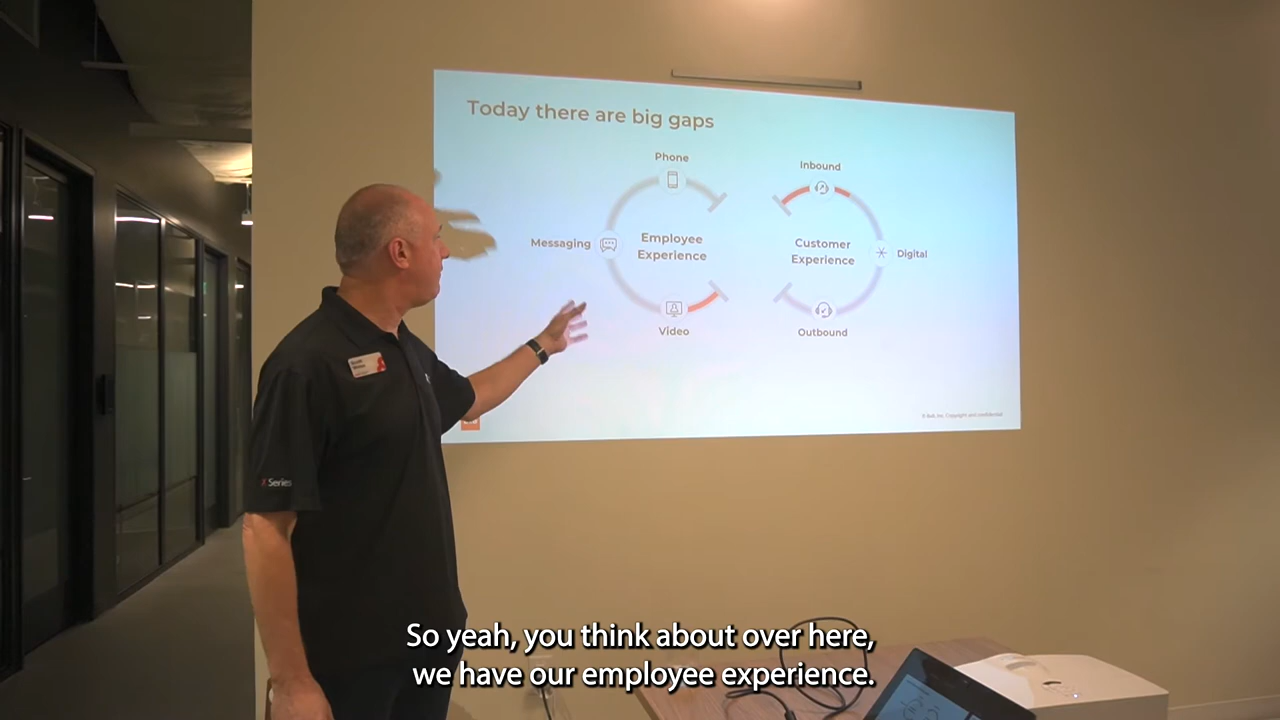 Today there are big gaps
Phone
Messaging
Employee
Experience
Video
Inbound
Customer
Experience
Digital
Outbound
Series
So yeah, you think about over here,
we have our employee experience.